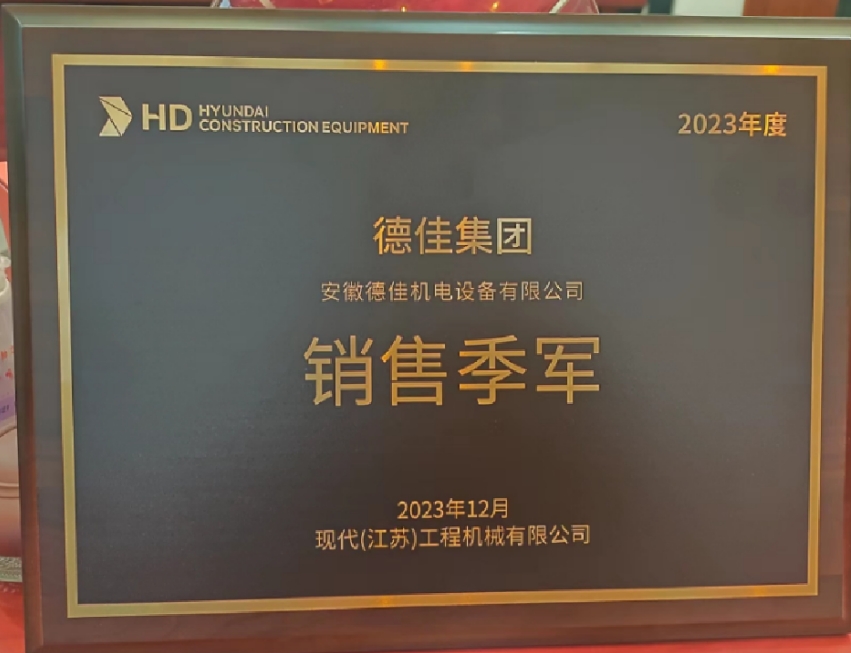 HD HYUNDAI
CONSTRUCTION EQUIPMENT
2023年度
德佳集团
安徽德佳机电设备有限公司
销售季军
2023年12月
现代(江苏)工程机械有限公司